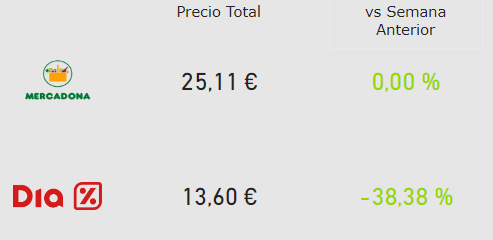 Precio Total
vs Semana
Anterior
MERCADONA
25,11 €
0,00 %
Dia %
13,60 €
-38,38 %